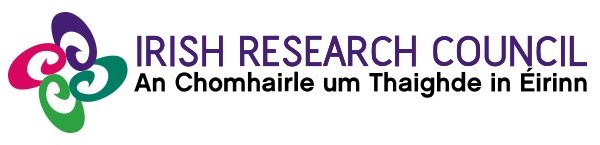 IRISH RESEARCH COUNCIL
An Chomhairle um Thaighde in Éirinn